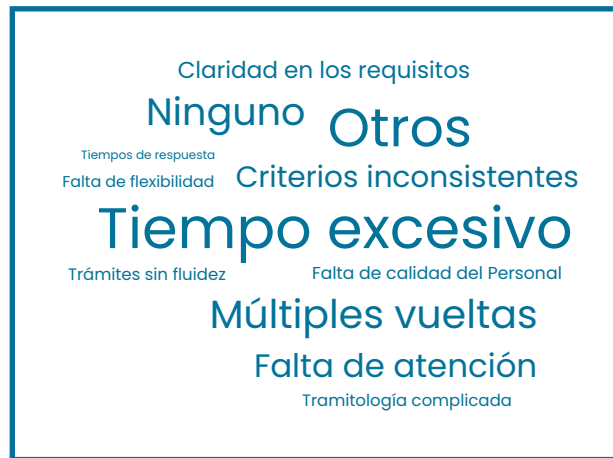 Claridad en los requisitos
Ninguno
Otros
Tiempos de respuesta
Falta de flexibilidad
Criterios inconsistentes
Tiempo excesivo
Trámites sin fluidez
Falta de calidad del Personal
Múltiples vueltas
Falta de atención
Tramitología complicada